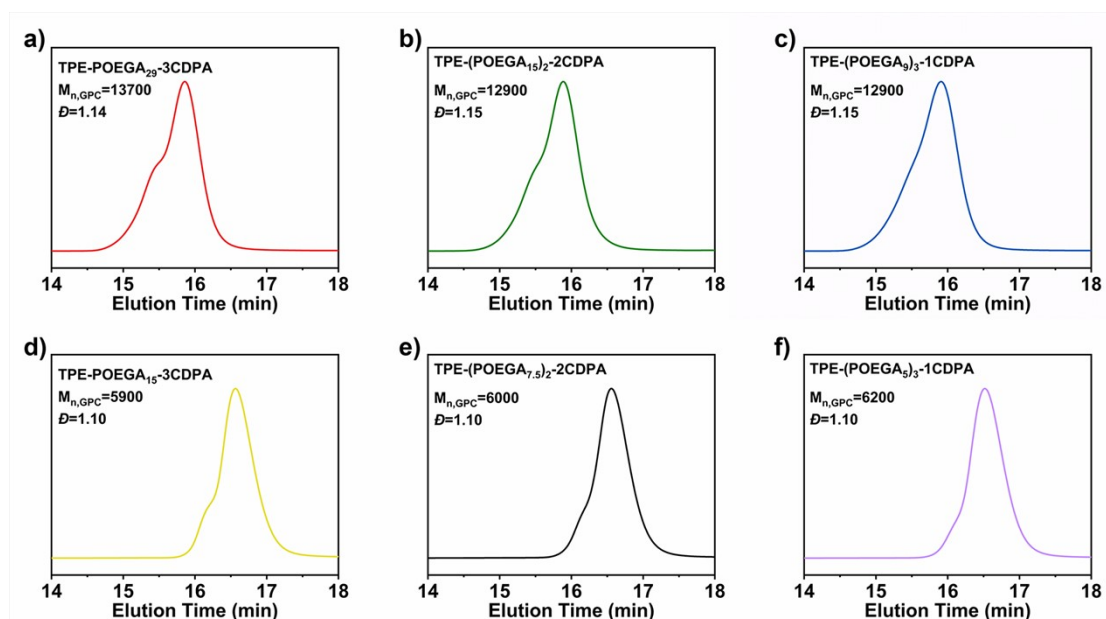 a)
TPE-POEGA29-3CDPA
Mn,GPC=13700
Đ=1.14
14 15 16 17 18
Elution Time (min)
b)
TPE-(POEGA15)2-2CDPA
Mn,GPC=12900
Đ=1.15
14 15 16 17 18
Elution Time (min)
c)
TPE-(POEGA9)3-1CDPA
Mn,GPC=12900
Đ=1.15
14 15 16 17 18
Elution Time (min)
d)
TPE-POEGA15-3CDPA
Mn,GPC=5900
Đ=1.10
14 15 16 17 18
Elution Time (min)
e)
TPE-(POEGA7.5)2-2CDPA
Mn,GPC=6000
Đ=1.10
14 15 16 17 18
Elution Time (min)
f)
TPE-(POEGA5)3-1CDPA
Mn,GPC=6200
Đ=1.10
14 15 16 17 18
Elution Time (min)